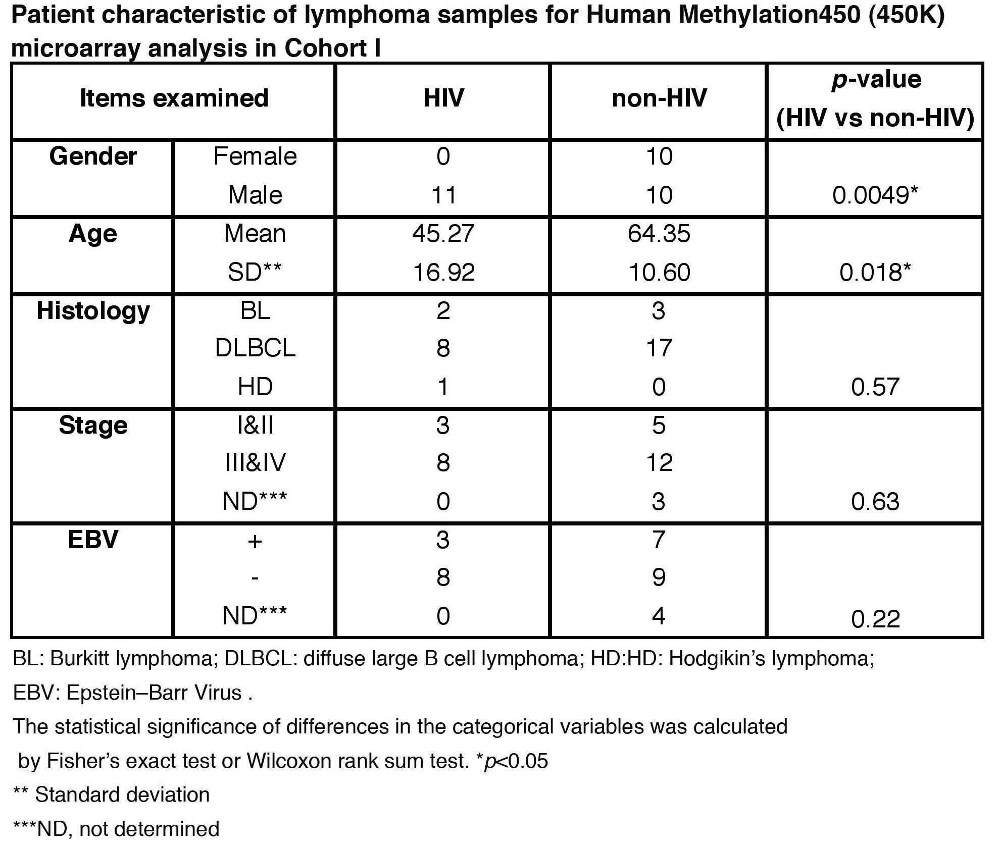 Patient characteristic of lymphoma samples for Human Methylation450 (450K)
microarray analysis in Cohort I
Items examined HIV non-HIV p-value
(HIV vs non-HIV)
Gender Female 0 10
Male 11 10 0.0049*
Age Mean 45.27 64.35
SD** 16.92 10.60 0.018*
Histology BL 2 3
DLBCL 8 17
HD 1 0 0.57
Stage I&II 3 5
III&IV 8 12
ND*** 0 3 0.63
EBV + 3 7
- 8 9
ND*** 0 4 0.22
BL: Burkitt lymphoma; DLBCL: diffuse large B cell lymphoma; HD:HD: Hodgikin’s lymphoma;
EBV: Epstein–Barr Virus .
The statistical significance of differences in the categorical variables was calculated
by Fisher’s exact test or Wilcoxon rank sum test. *p<0.05
** Standard deviation
***ND, not determined